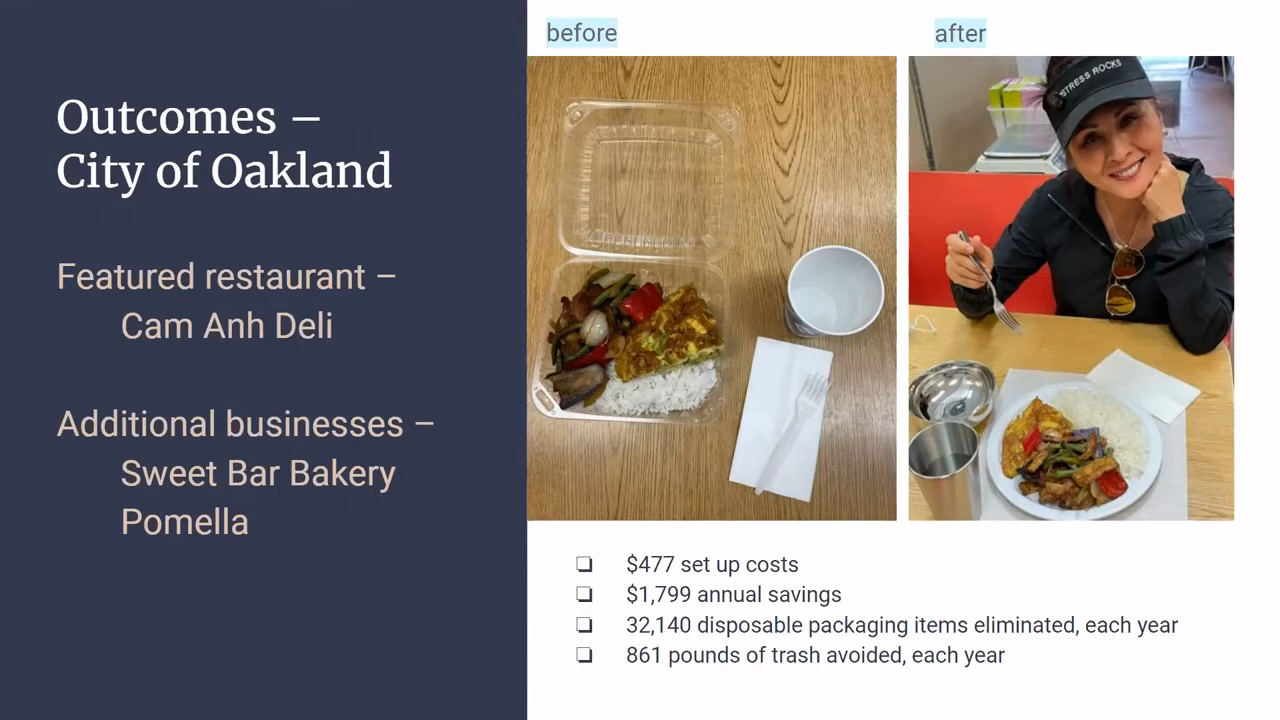 Outcomes –
City of Oakland
Featured restaurant –
Cam Anh Deli
Additional businesses –
Sweet Bar Bakery
Pomella
before
after
STRESS ROCKS
$477 set up costs
$1,799 annual savings
32,140 disposable packaging items eliminated, each year
861 pounds of trash avoided, each year